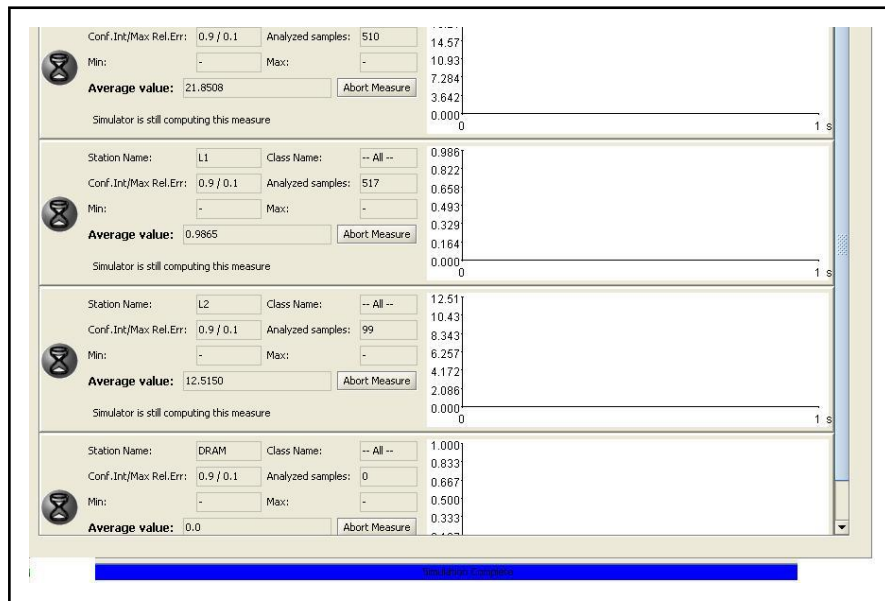 Conf.Int/Max Rel.Err: 0.9 / 0.1 Analyzed samples: 510
Min: - Max: -
Average value: 21.8508 Abort Measure
Simulator is still computing this measure
14.57
10.93
7.284
3.642
0.000
0 1 s
Station Name: L1 Class Name: -- All --
Conf.Int/Max Rel.Err: 0.9 / 0.1 Analyzed samples: 517
Min: - Max: -
Average value: 0.9865 Abort Measure
Simulator is still computing this measure
0.986
0.822
0.658
0.493
0.329
0.164
0.000
0 1 s
Station Name: L2 Class Name: -- All --
Conf.Int/Max Rel.Err: 0.9 / 0.1 Analyzed samples: 99
Min: - Max: -
Average value: 12.5150 Abort Measure
Simulator is still computing this measure
12.51
10.43
8.343
6.257
4.172
2.086
0.000
0 1 s
Station Name: DRAM Class Name: -- All --
Conf.Int/Max Rel.Err: 0.9 / 0.1 Analyzed samples: 0
Min: - Max: -
Average value: 0.0 Abort Measure
1.000
0.833
0.667
0.500
0.333
Simulation Complete